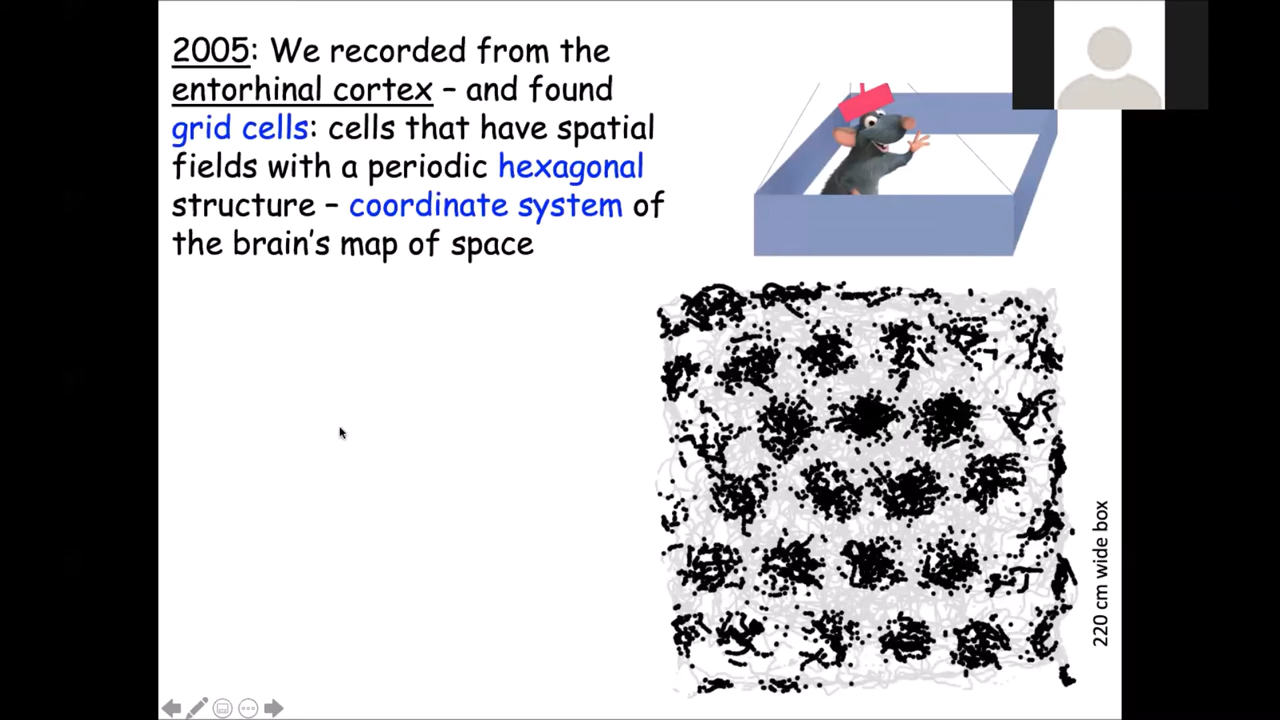 2005: We recorded from the
entorhinal cortex – and found
grid cells: cells that have spatial
fields with a periodic hexagonal
structure – coordinate system of
the brain’s map of space
220 cm wide box